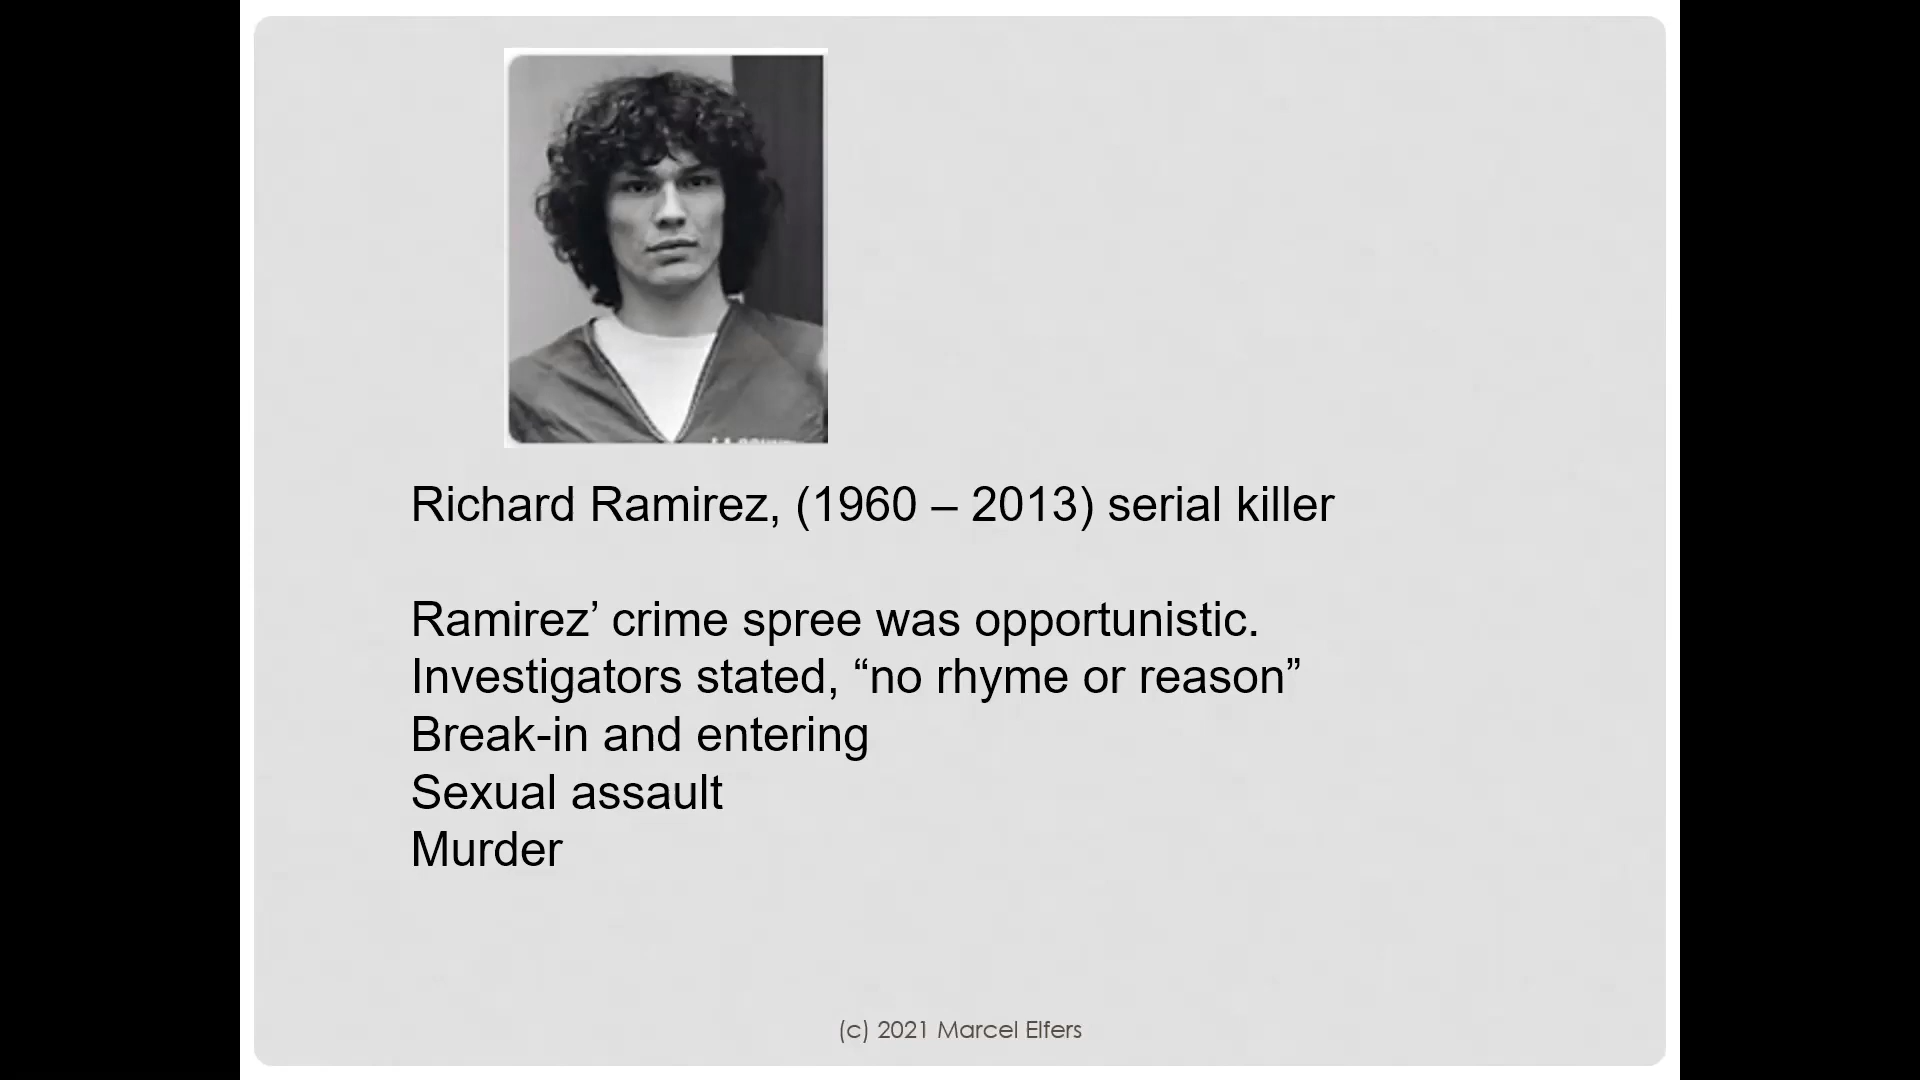 Richard Ramirez, (1960 – 2013) serial killer
Ramirez’ crime spree was opportunistic.
Investigators stated, “no rhyme or reason”
Break-in and entering
Sexual assault
Murder
(c) 2021 Marcel Elfers